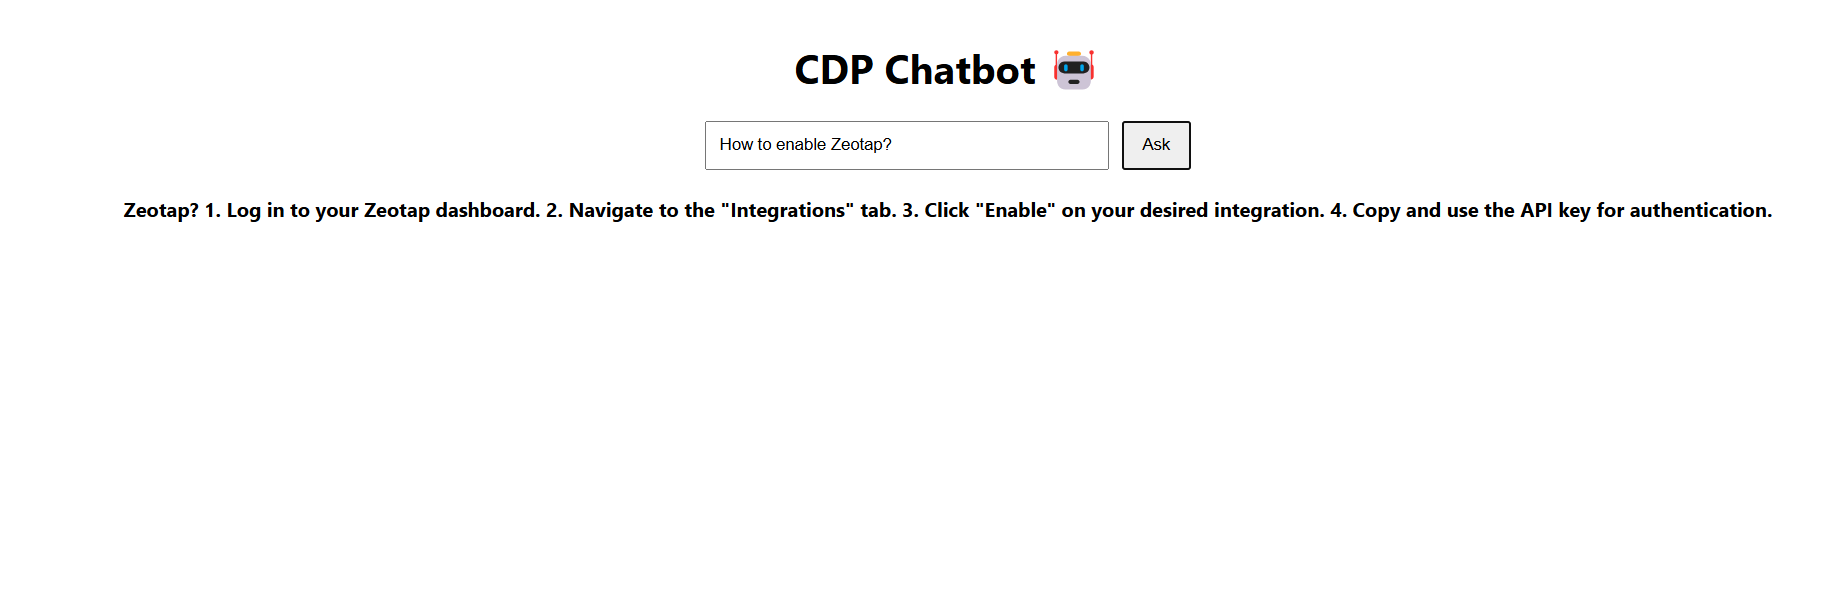 CDP Chatbot 🤖
How to enable Zeotap?
Ask
Zeotap? 1. Log in to your Zeotap dashboard. 2. Navigate to the "Integrations" tab. 3. Click "Enable" on your desired integration. 4. Copy and use the API key for authentication.